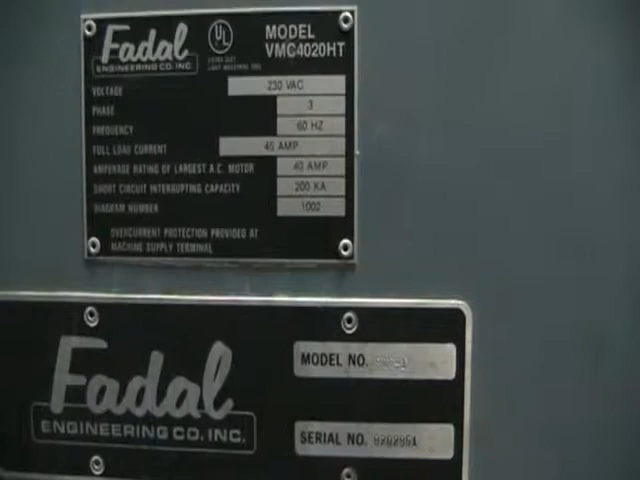 Fadal
ENGINEERING CO. INC.
UL
MODEL
VMC4020HT
VOLTAGE 230 VAC
PHASE 3
FREQUENCY 60 HZ
FULL LOAD CURRENT 45 AMP
AMPERAGE RATING OF LARGEST A.C. MOTOR 40 AMP
SHORT CIRCUIT INTERRUPTING CAPACITY 200 KA
DIAGRAM NUMBER 1002
OVERCURRENT PROTECTION PROVIDED AT
MACHINE SUPPLY TERMINAL
Fadal
ENGINEERING CO. INC.
MODEL NO.
SERIAL NO.